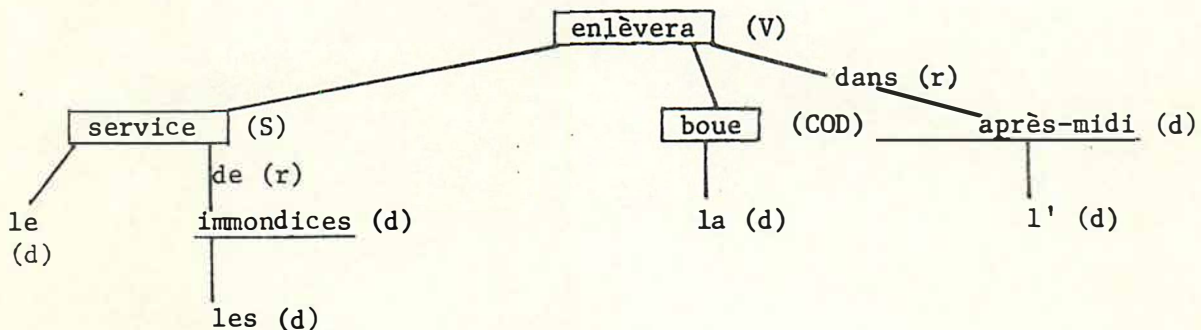 enlèvera (V)
dans (r)
service (S)
boue (COD)
après-midi (d)
de (r)
le
(d)
immondices (d)
la (d)
l' (d)
les (d)